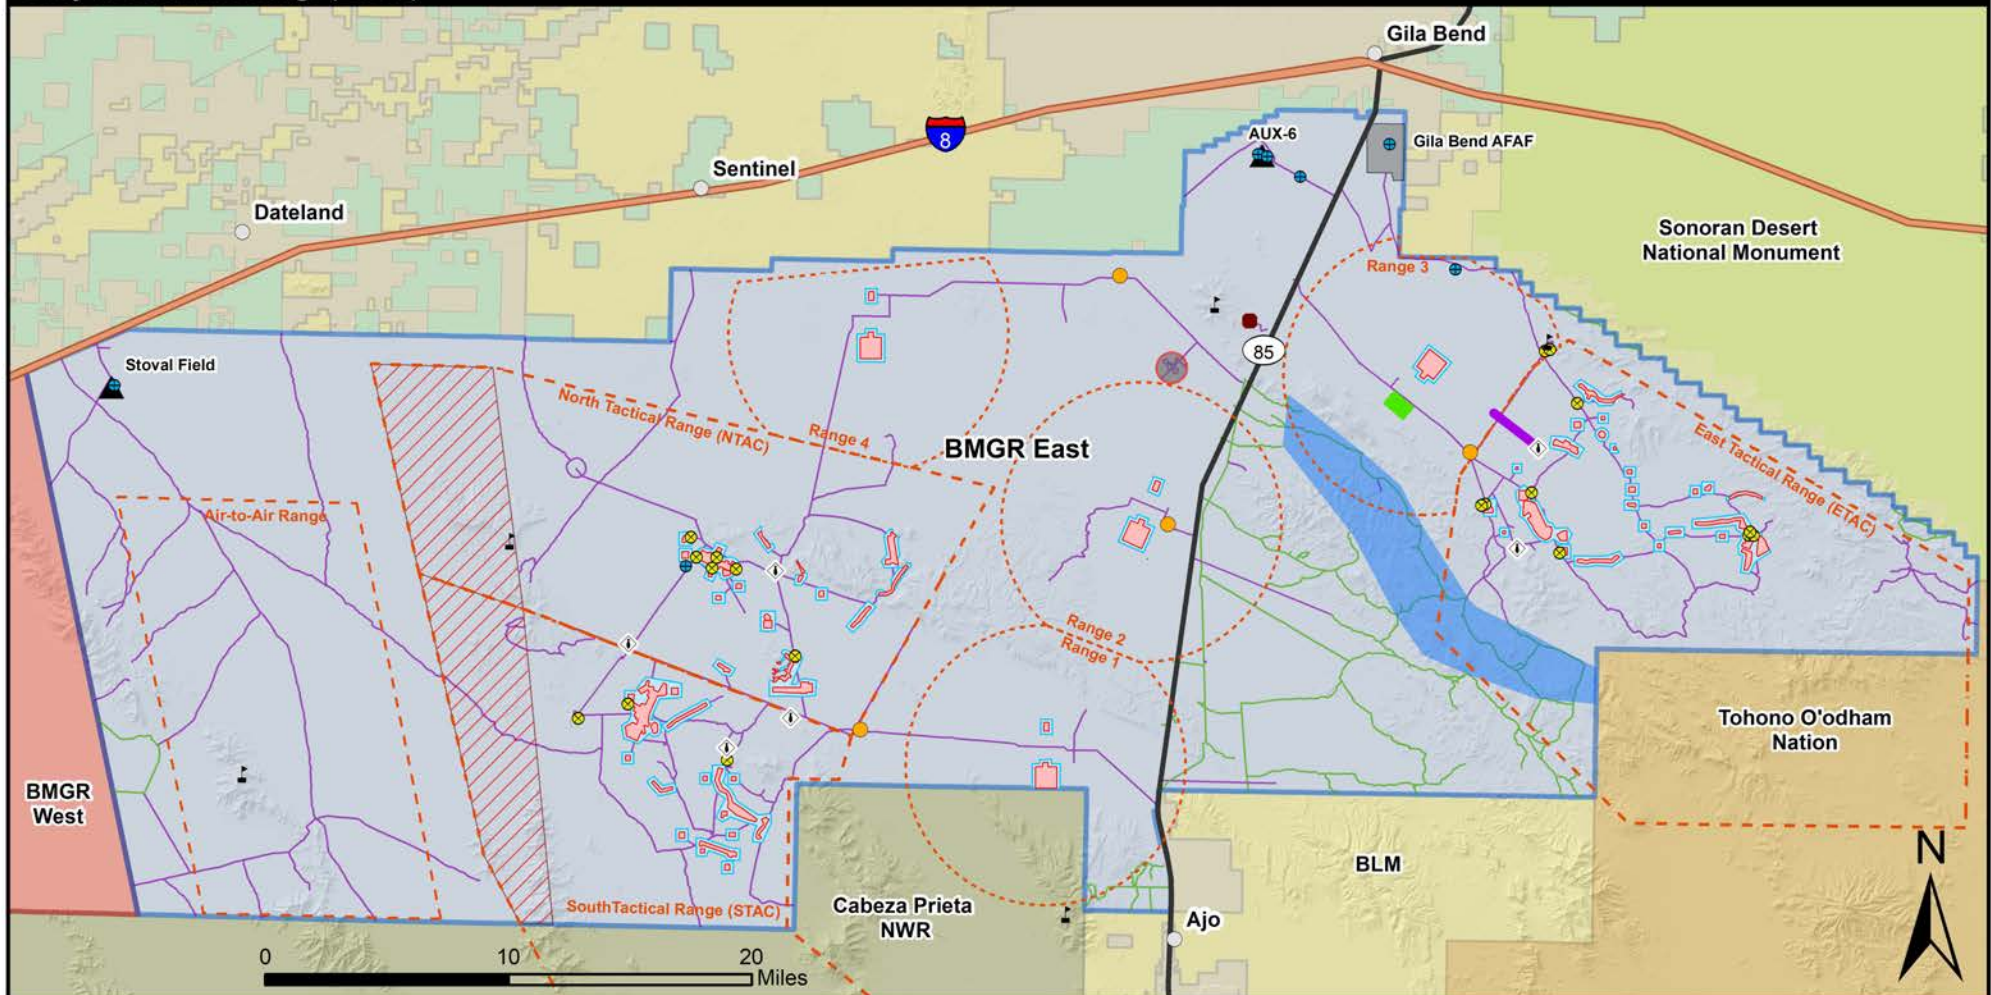 Gila Bend
AUX-6
Gila Bend AFAF
8
Sentinel
Dateland
Sonoran Desert
National Monument
Range 3
Stoval Field
85
North Tactical Range (NTAC)
Range 4
BMGR East
East Tactical Range (ETAC)
Air-to-Air Range
Range 2
Range 1
Tohono O'odham
Nation
BMGR
West
N
BLM
SouthTactical Range (STAC)
Cabeza Prieta
NWR
Ajo
0 10 20
Miles